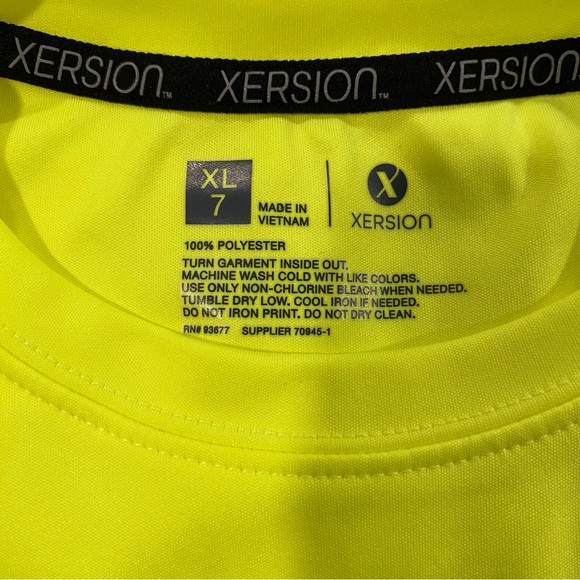 XERSION™ XERSION™ XERSION
XL
7
MADE IN
VIETNAM
X
XERSION
100% POLYESTER
TURN GARMENT INSIDE OUT.
MACHINE WASH COLD WITH LIKE COLORS.
USE ONLY NON-CHLORINE BLEACH WHEN NEEDED.
TUMBLE DRY LOW. COOL IRON IF NEEDED.
DO NOT IRON PRINT. DO NOT DRY CLEAN.
RN# 93677 SUPPLIER 70945-1